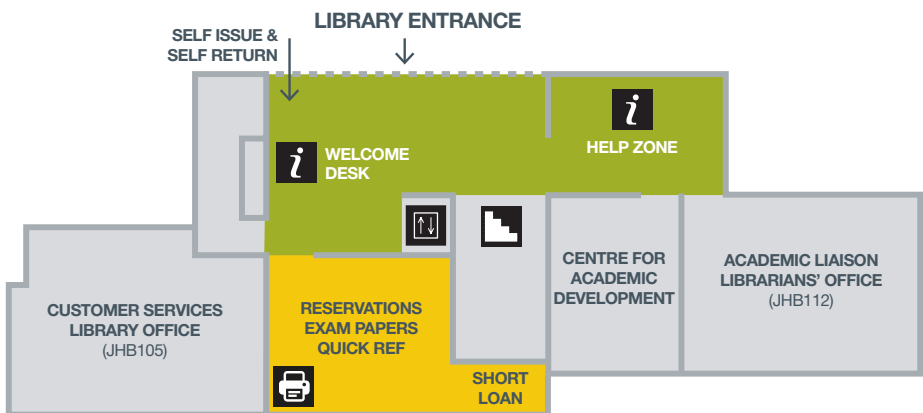 LIBRARY ENTRANCE
SELF ISSUE &
SELF RETURN
i
HELP ZONE
i
WELCOME
DESK
CENTRE FOR
ACADEMIC
DEVELOPMENT
ACADEMIC LIAISON
LIBRARIANS’ OFFICE
(JHB112)
CUSTOMER SERVICES
LIBRARY OFFICE
(JHB105)
RESERVATIONS
EXAM PAPERS
QUICK REF
SHORT
LOAN